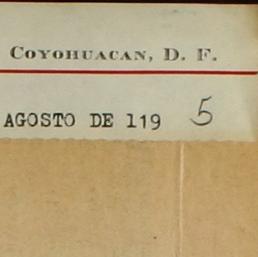 COYOHUACAN, D. F.
AGOSTO DE 119 5